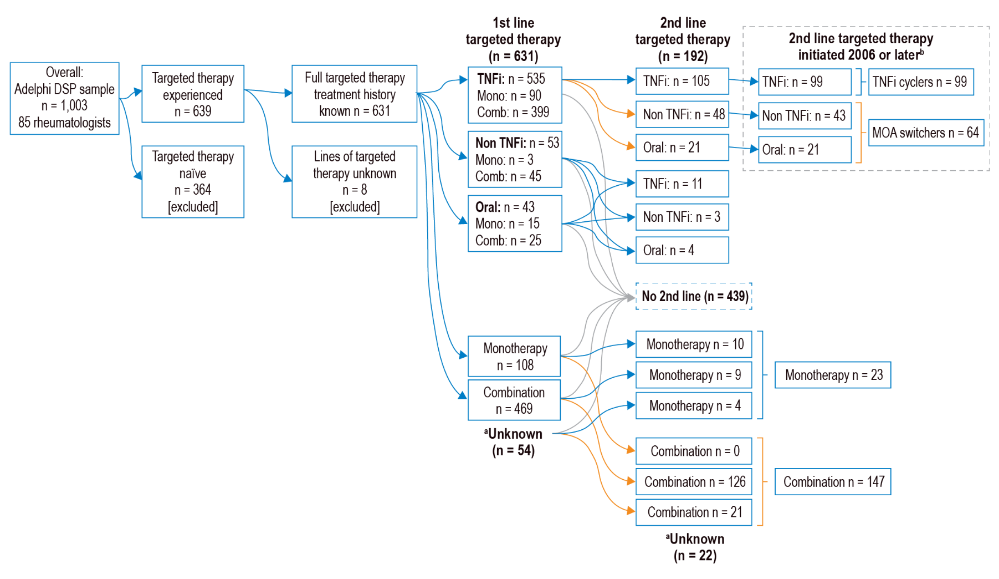 Overall:
Adelphi DSP sample
n = 1,003
85 rheumatologists
Targeted therapy
experienced
n = 639
Targeted therapy
naïve
n = 364
[excluded]
Full targeted therapy
treatment history
known n = 631
Lines of targeted
therapy unknown
n = 8
[excluded]
1st line
targeted therapy
(n = 631)
TNFi: n = 535
Mono: n = 90
Comb: n = 399
Non TNFi: n = 53
Mono: n = 3
Comb: n = 45
Oral: n = 43
Mono: n = 15
Comb: n = 25
Monotherapy
n = 108
Combination
n = 469
ᵃUnknown
(n = 54)
2nd line
targeted therapy
(n = 192)
TNFi: n = 105
Non TNFi: n = 48
Oral: n = 21
TNFi: n = 11
Non TNFi: n = 3
Oral: n = 4
No 2nd line (n = 439)
Monotherapy n = 10
Monotherapy n = 9
Monotherapy n = 4
Combination n = 0
Combination n = 126
Combination n = 21
ᵃUnknown
(n = 22)
2nd line targeted therapy
initiated 2006 or laterᵇ
TNFi: n = 99
Non TNFi: n = 43
Oral: n = 21
TNFi cyclers n = 99
MOA switchers n = 64
Monotherapy n = 23
Combination n = 147